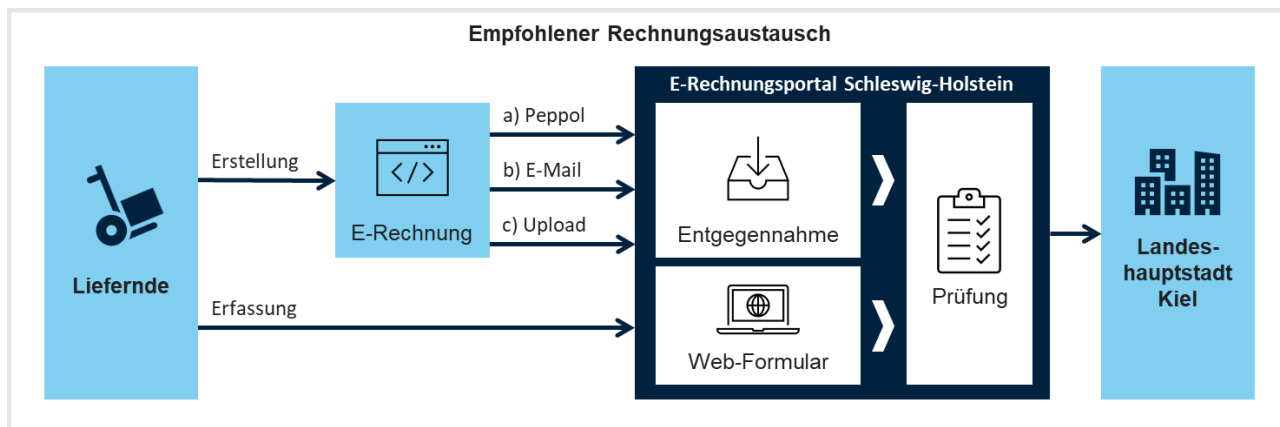 Empfohlener Rechnungsaustausch
Liefernde
Erstellung
Erfassung
</>
E-Rechnung
a) Peppol
b) E-Mail
c) Upload
E-Rechnungsportal Schleswig-Holstein
Entgegennahme
Web-Formular
Prüfung
Landes-
hauptstadt
Kiel